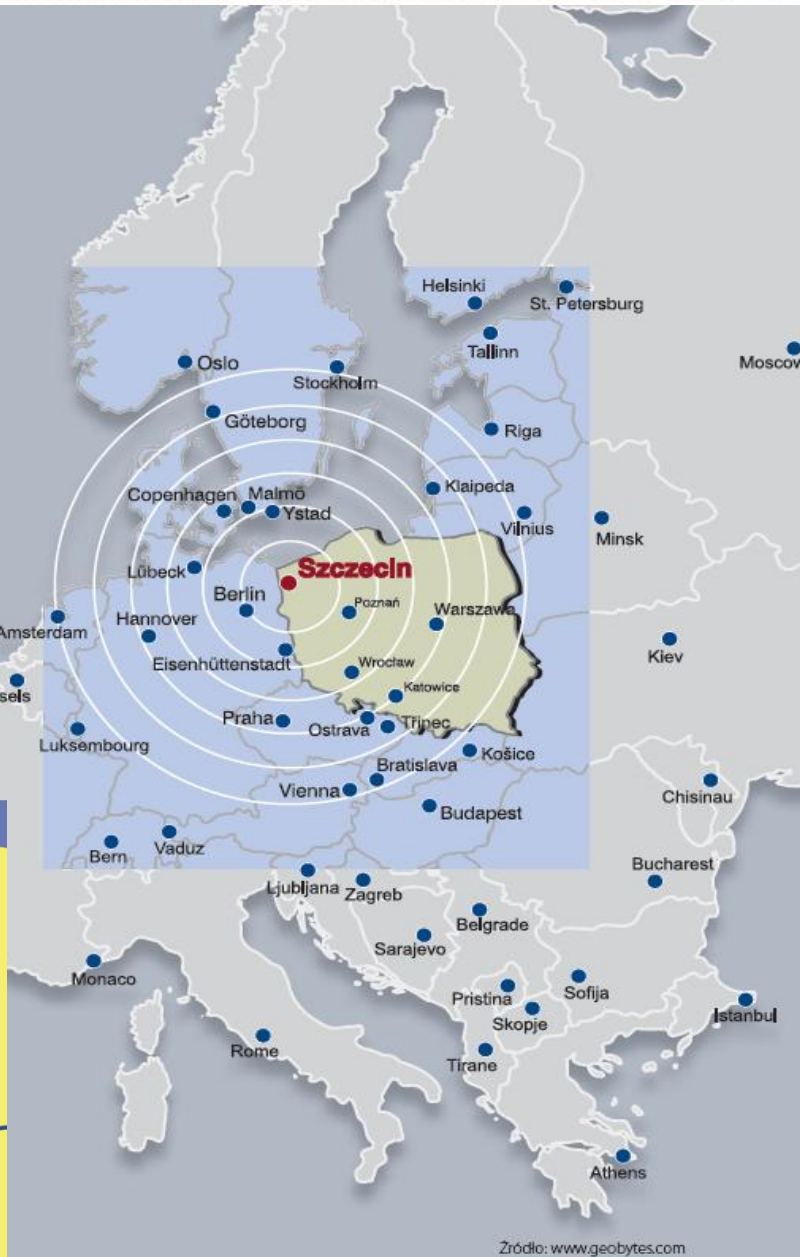 Helsinki
St. Petersburg
Tallinn
Moscow
Oslo
Stockholm
Göteborg
Riga
Klaipeda
Copenhagen
Malmö
Ystad
Vilnius
Minsk
Lübeck
Szczecin
Berlin
Poznań
Warszawa
Amsterdam
Hannover
Eisenhüttenstadt
Wrocław
Kiev
sels
Katowice
Praha
Ostrava
Třinec
Luksembourg
Košice
Bratislava
Vienna
Chisinau
Budapest
Bern
Vaduz
Bucharest
Ljubljana
Zagreb
Belgrade
Sarajevo
Monaco
Pristina
Sofija
Skopje
Istanbul
Rome
Tirane
Athens
Źródło: www.geobytes.com